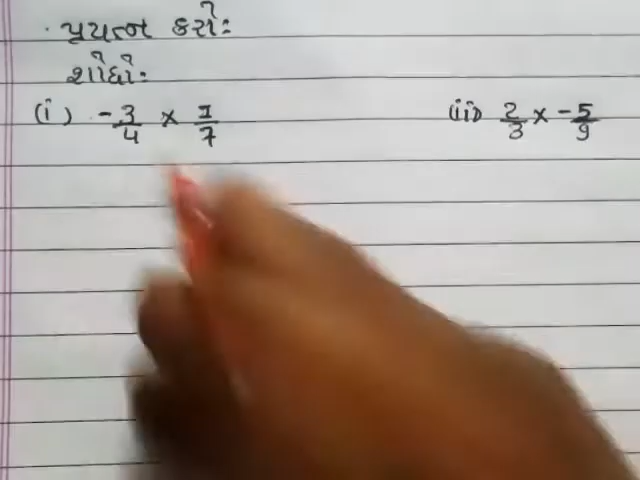 પ્રયત્ન કરો:
શોધો:
(i) -3/4 × 1/7 (ii) 2/3 × -5/9